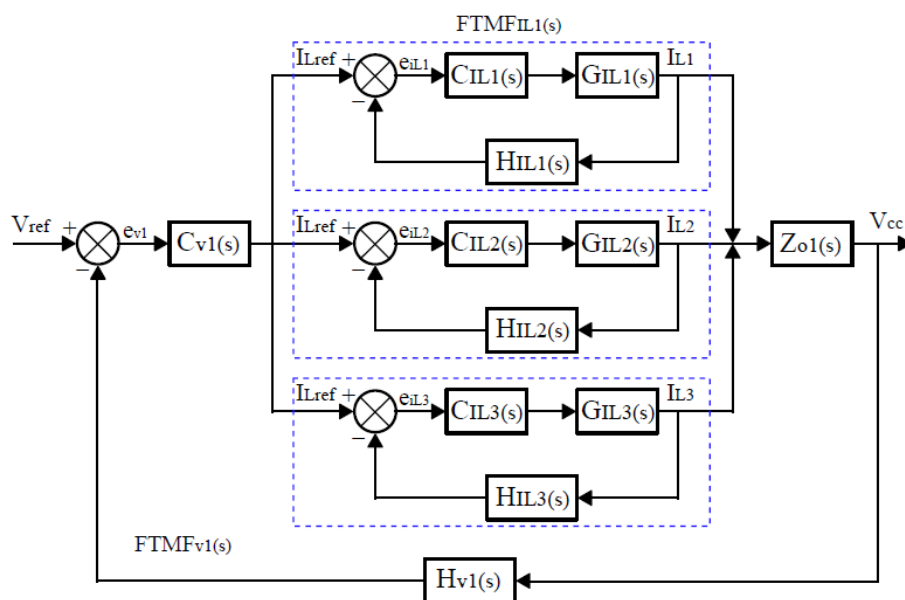 FTMFIL1(s)
ILref + eiL1 CIL1(s) GIL1(s) IL1
−
HIL1(s)
Vref + ev1 Cv1(s) ILref + eiL2 CIL2(s) GIL2(s) IL2 Zo1(s) Vcc
− −
HIL2(s)
ILref + eiL3 CIL3(s) GIL3(s) IL3
−
HIL3(s)
FTMFv1(s)
Hv1(s)